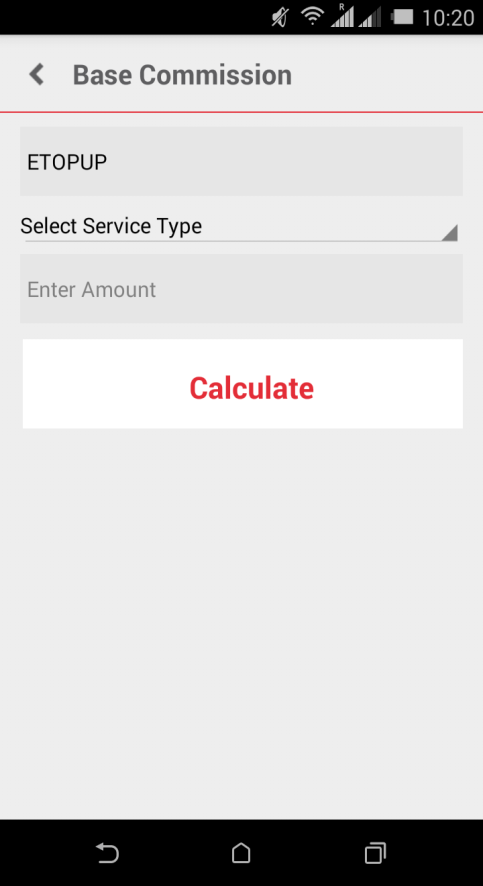 R
10:20
Base Commission
ETOPUP
Select Service Type
Enter Amount
Calculate